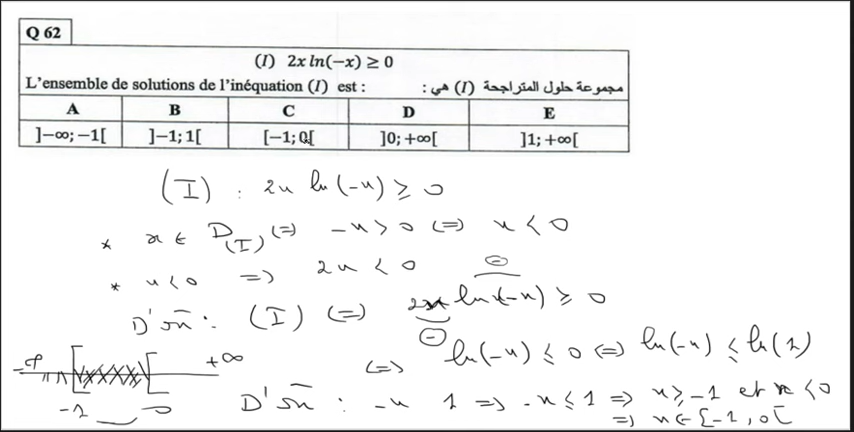 Q 62
(I) 2x ln(−x) ≥ 0
L'ensemble de solutions de l'inéquation (I) est : مجموعة حلول المتراجحة (I) هي :
A B C D E
]−∞; −1[ ]−1; 1[ [−1; 0[ ]0; +∞[ ]1; +∞[
(I) : 2x ln(-x) ≥ 0
* x ∈ D(I) (=) -x > 0 (=) x < 0
* x<0 => 2x < 0
D'où : (I) (=) 2x ln(-x) ≥ 0
(=) ln(-x) ≤ 0 (=) ln(-x) ≤ ln(1)
-∞ +∞
-1 0
D'où : -x 1 => -x ≤ 1 => x ≥ -1 et x < 0
=> x ∈ [-1, 0[